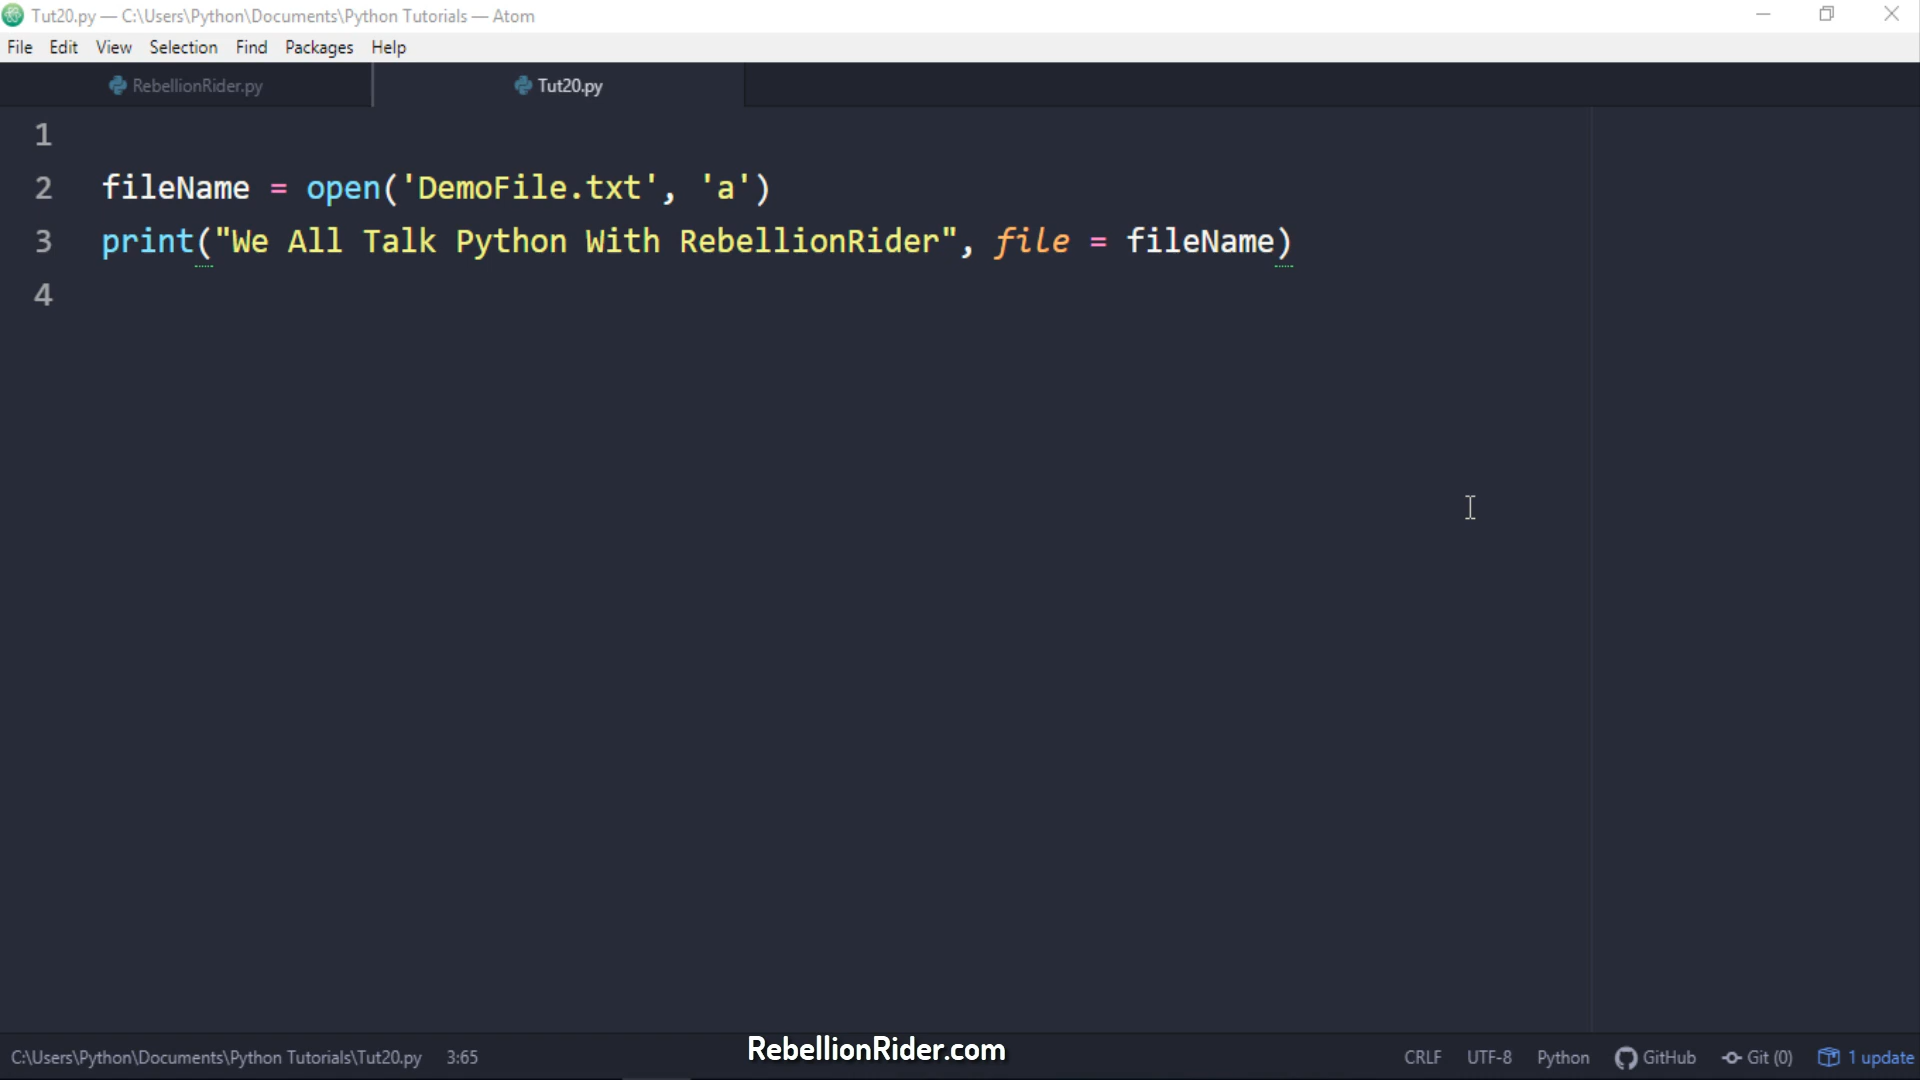 Tut20.py — C:\Users\Python\Documents\Python Tutorials — Atom
File Edit View Selection Find Packages Help
RebellionRider.py Tut20.py
1
2 fileName = open('DemoFile.txt', 'a')
3 print("We All Talk Python With RebellionRider", file = fileName)
4
RebellionRider.com
C:\Users\Python\Documents\Python Tutorials\Tut20.py 3:65 CRLF UTF-8 Python GitHub Git (0) 1 update